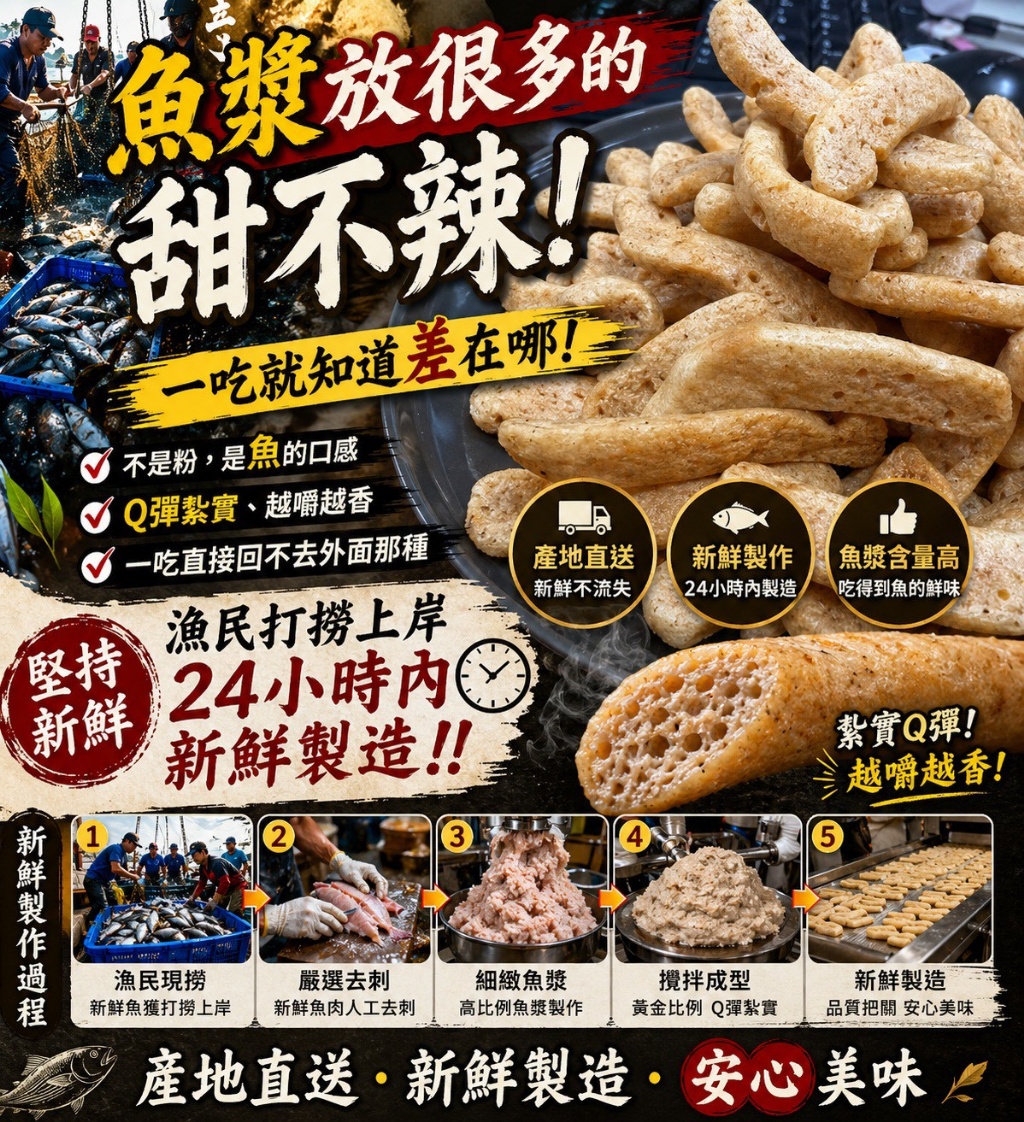 魚漿放很多的
甜不辣!
一吃就知道差在哪!
不是粉，是魚的口感
Q彈紮實、越嚼越香
一吃直接回不去外面那種
產地直送
新鮮不流失
新鮮製作
24小時內製造
魚漿含量高
吃得到魚的鮮味
堅持
新鮮
漁民打撈上岸
24小時內
新鮮製造!!
紮實Q彈!
越嚼越香!
新鮮製作過程
1
漁民現撈
新鮮魚獲打撈上岸
2
嚴選去刺
新鮮魚肉人工去刺
3
細緻魚漿
高比例魚漿製作
4
攪拌成型
黃金比例 Q彈紮實
5
新鮮製造
品質把關 安心美味
產地直送・新鮮製造・安心美味